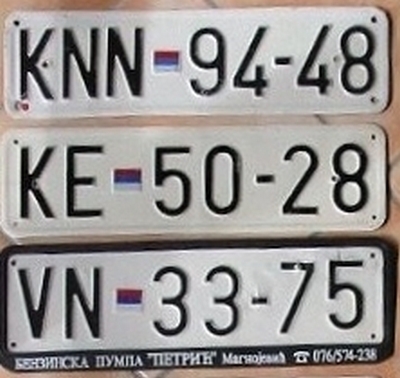 KNN 94-48
KE 50-28
VN 33-75
БЕНЗИНСКА ПУМПА "ПЕТРИЋ" Магнојевић ☎ 076/574-238